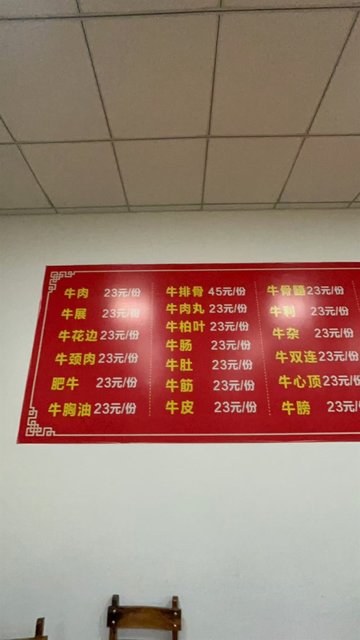 牛肉 23元/份
牛展 23元/份
牛花边 23元/份
牛颈肉 23元/份
肥牛 23元/份
牛胸油 23元/份
牛排骨 45元/份
牛肉丸 23元/份
牛柏叶 23元/份
牛肠 23元/份
牛肚 23元/份
牛筋 23元/份
牛皮 23元/份
牛骨髓 23元/份
牛利 23元/份
牛杂 23元/份
牛双连 23元/份
牛心顶 23元/
牛膀 23元/